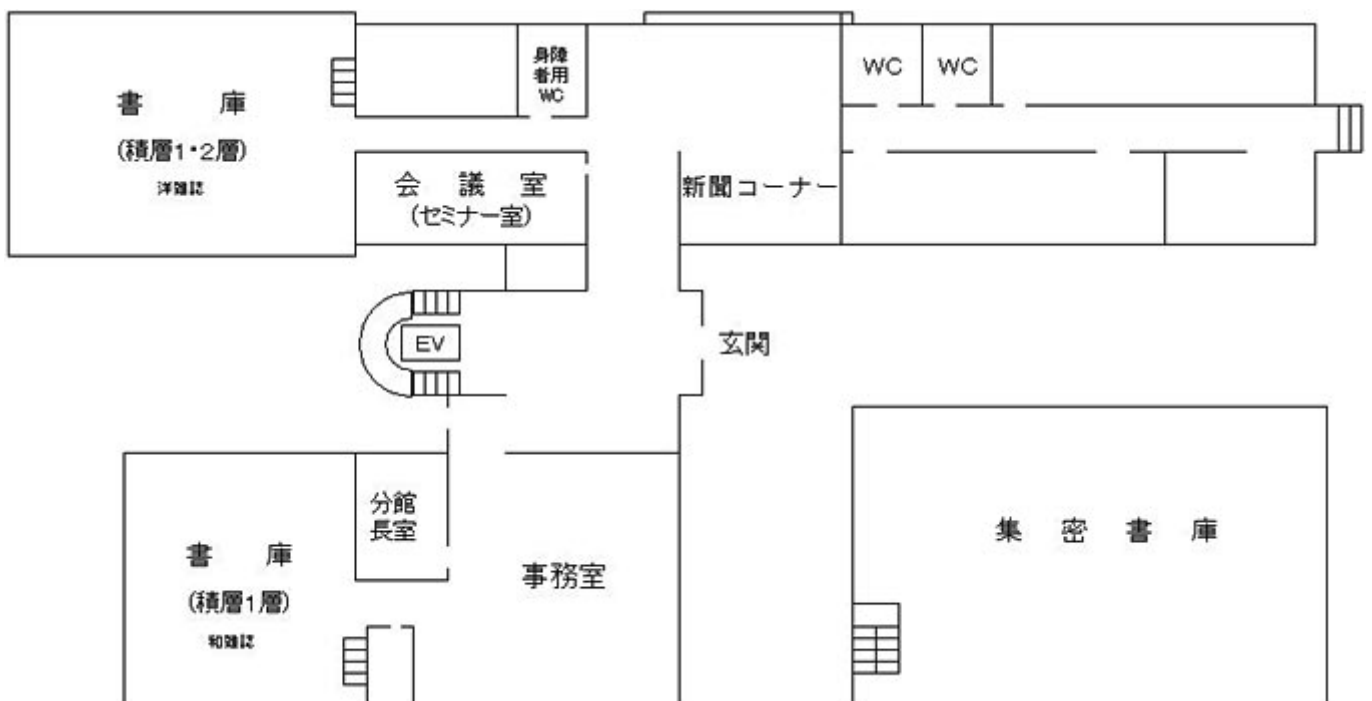 身障
者用
WC
WC
WC
書 庫
(積層1・2層)
洋雑誌
会 議 室
(セミナー室)
新聞コーナー
EV
玄関
分館
長室
書 庫
(積層1層)
和雑誌
事務室
集 密 書 庫